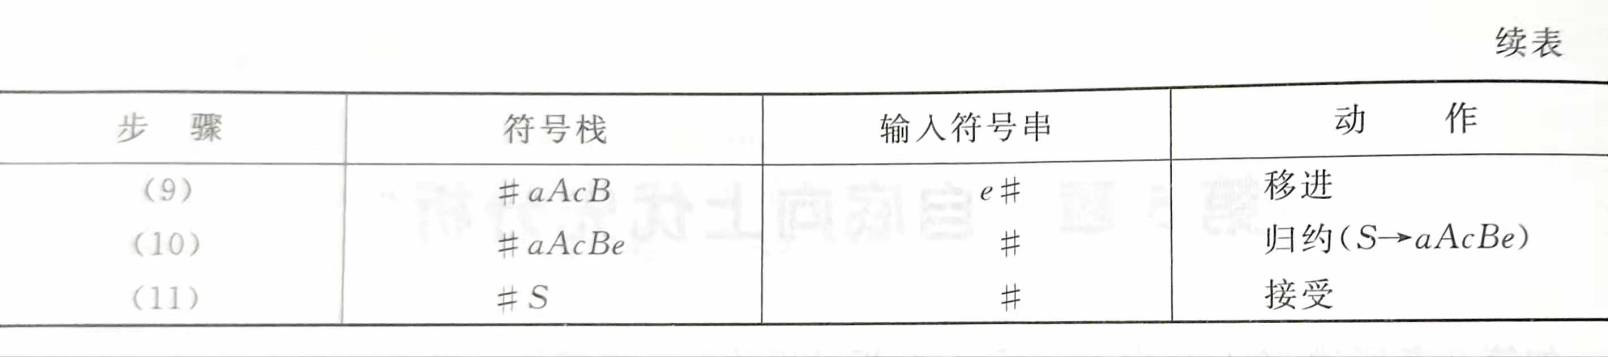 续表
步 骤 符号栈 输入符号串 动 作
(9) #aAcB e# 移进
(10) #aAcBe # 归约(S→aAcBe)
(11) #S # 接受